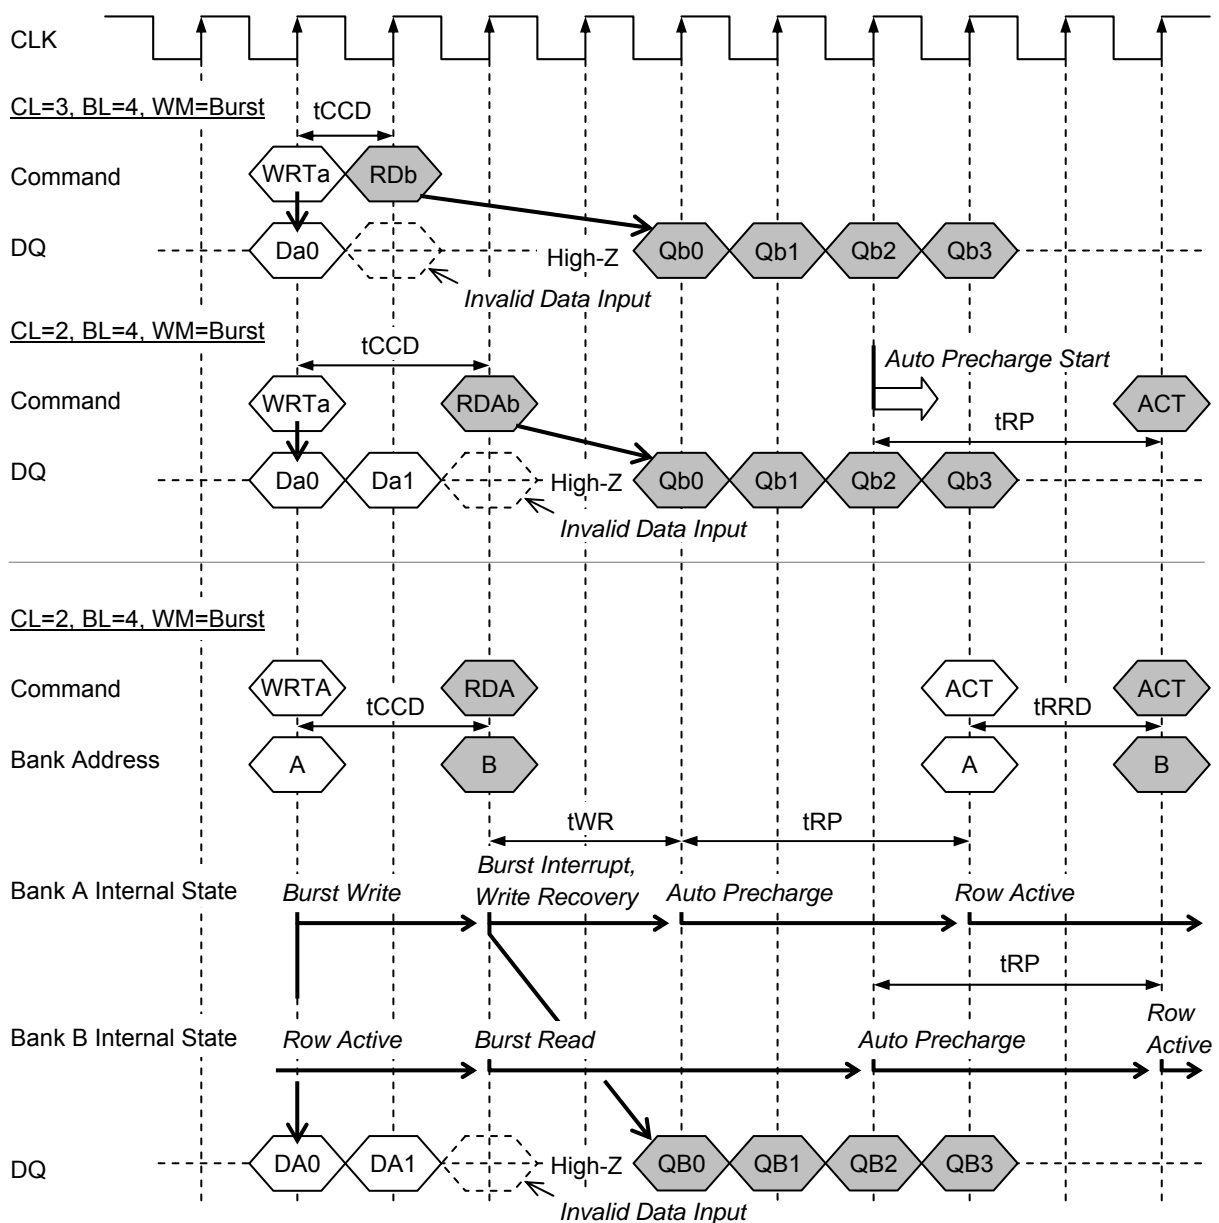 CLK
CL=3, BL=4, WM=Burst
tCCD
Command WRTa RDb
DQ Da0 High-Z Qb0 Qb1 Qb2 Qb3
Invalid Data Input
CL=2, BL=4, WM=Burst
tCCD
Auto Precharge Start
Command WRTa RDAb ACT
tRP
DQ Da0 Da1 High-Z Qb0 Qb1 Qb2 Qb3
Invalid Data Input
CL=2, BL=4, WM=Burst
Command WRTA RDA ACT ACT
tCCD tRRD
Bank Address A B A B
tWR tRP
Burst Interrupt,
Bank A Internal State Burst Write Write Recovery Auto Precharge Row Active
tRP
Row
Bank B Internal State Row Active Burst Read Auto Precharge Active
DQ DA0 DA1 High-Z QB0 QB1 QB2 QB3
Invalid Data Input